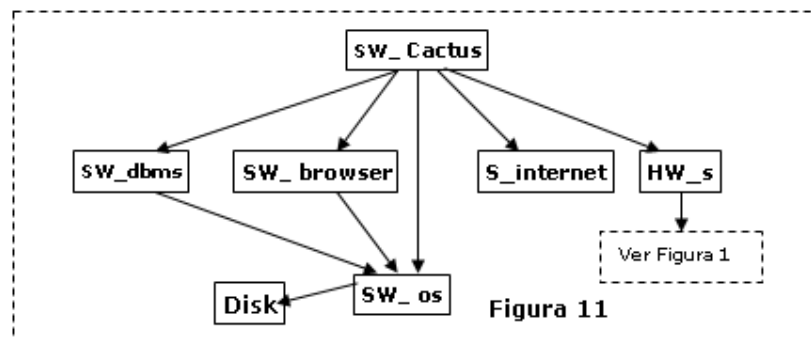 SW_ Cactus
SW_dbms
SW_ browser
S_internet
HW_s
Ver Figura 1
Disk
SW_ os
Figura 11